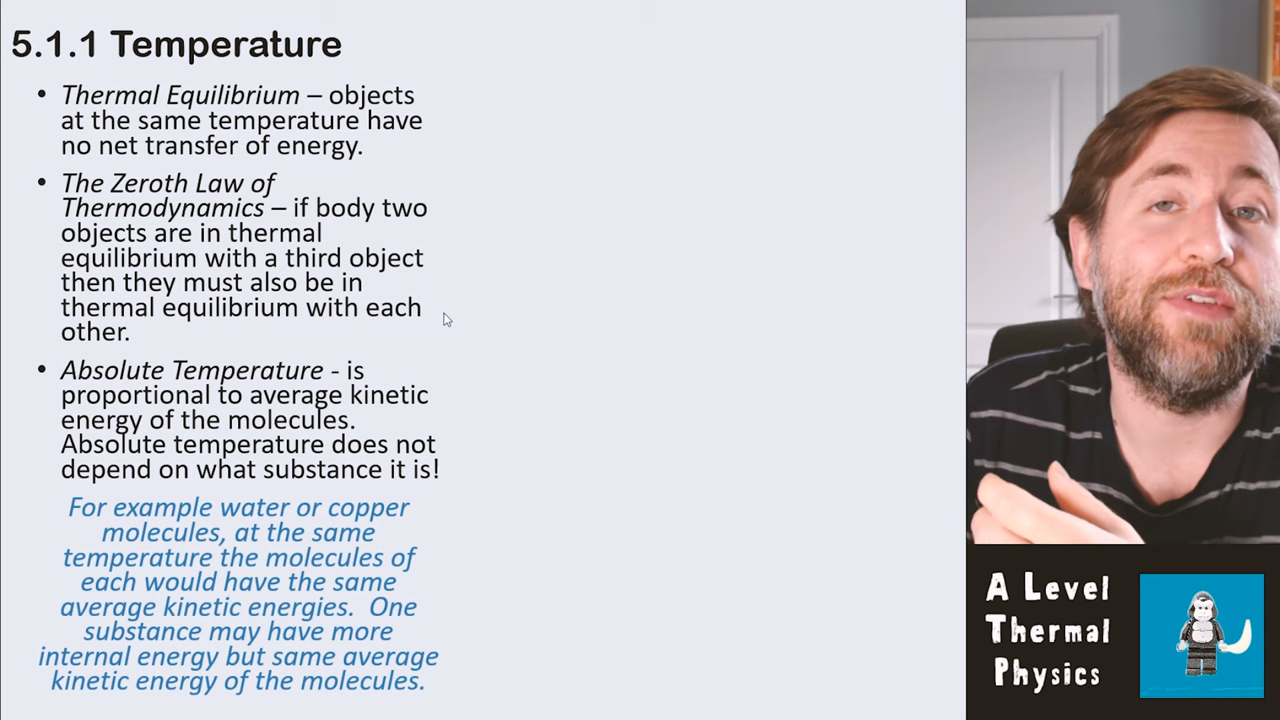 5.1.1 Temperature
• Thermal Equilibrium – objects
at the same temperature have
no net transfer of energy.
• The Zeroth Law of
Thermodynamics – if body two
objects are in thermal
equilibrium with a third object
then they must also be in
thermal equilibrium with each
other.
• Absolute Temperature - is
proportional to average kinetic
energy of the molecules.
Absolute temperature does not
depend on what substance it is!
For example water or copper
molecules, at the same
temperature the molecules of
each would have the same
average kinetic energies.  One
substance may have more
internal energy but same average
kinetic energy of the molecules.
A Level
Thermal
Physics